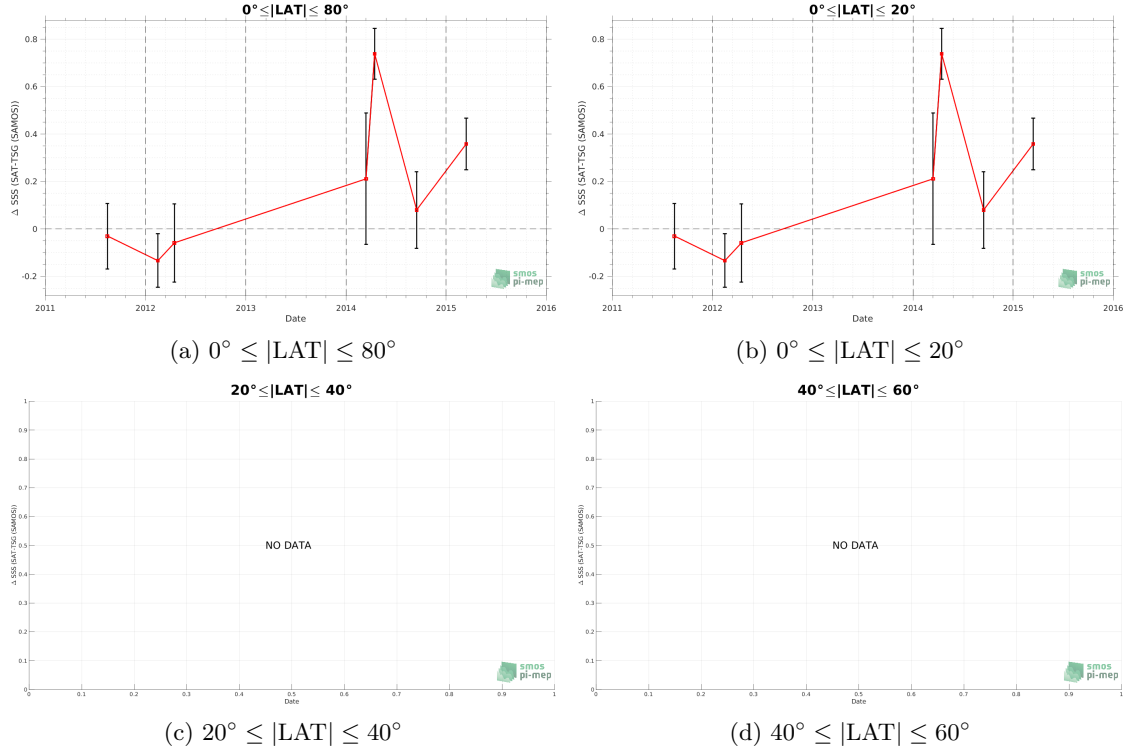 0°≤|LAT|≤ 80°
Δ SSS (SAT-TSG (SAMOS))
0.8
0.6
0.4
0.2
0
-0.2
2011
2012
2013
2014
2015
2016
Date
smos
pi-mep
(a) 0° ≤ |LAT| ≤ 80°
0°≤|LAT|≤ 20°
Δ SSS (SAT-TSG (SAMOS))
0.8
0.6
0.4
0.2
0
-0.2
2011
2012
2013
2014
2015
2016
Date
smos
pi-mep
(b) 0° ≤ |LAT| ≤ 20°
20°≤|LAT|≤ 40°
Δ SSS (SAT-TSG (SAMOS))
1
0.9
0.8
0.7
0.6
0.5
0.4
0.3
0.2
0.1
0
NO DATA
0
0.1
0.2
0.3
0.4
0.5
0.6
0.7
0.8
0.9
1
Date
smos
pi-mep
(c) 20° ≤ |LAT| ≤ 40°
40°≤|LAT|≤ 60°
Δ SSS (SAT-TSG (SAMOS))
1
0.9
0.8
0.7
0.6
0.5
0.4
0.3
0.2
0.1
0
NO DATA
0
0.1
0.2
0.3
0.4
0.5
0.6
0.7
0.8
0.9
1
Date
smos
pi-mep
(d) 40° ≤ |LAT| ≤ 60°